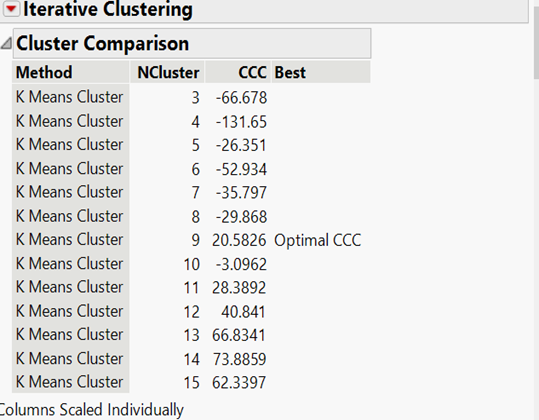 Iterative Clustering
Cluster Comparison
Method NCluster CCC Best
K Means Cluster 3 -66.678
K Means Cluster 4 -131.65
K Means Cluster 5 -26.351
K Means Cluster 6 -52.934
K Means Cluster 7 -35.797
K Means Cluster 8 -29.868
K Means Cluster 9 20.5826 Optimal CCC
K Means Cluster 10 -3.0962
K Means Cluster 11 28.3892
K Means Cluster 12 40.841
K Means Cluster 13 66.8341
K Means Cluster 14 73.8859
K Means Cluster 15 62.3397
Columns Scaled Individually